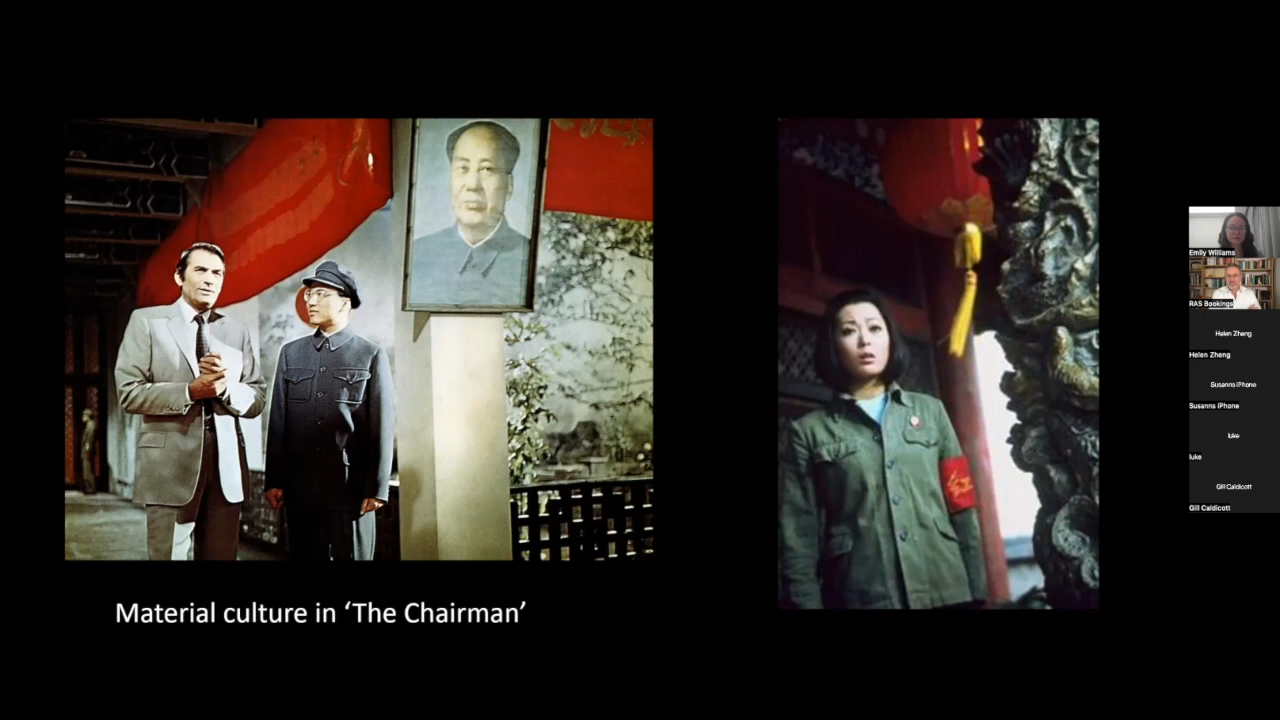 Material culture in ‘The Chairman’
Emily Williams
RAS Bookings
Helen Zheng
Helen Zheng
Susanns iPhone
Susanns iPhone
luke
luke
Gill Caldicott
Gill Caldicott